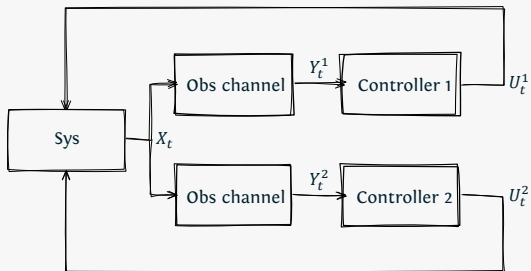 Obs channel
Y_t^1
Controller 1
U_t^1
Sys
X_t
Obs channel
Y_t^2
Controller 2
U_t^2